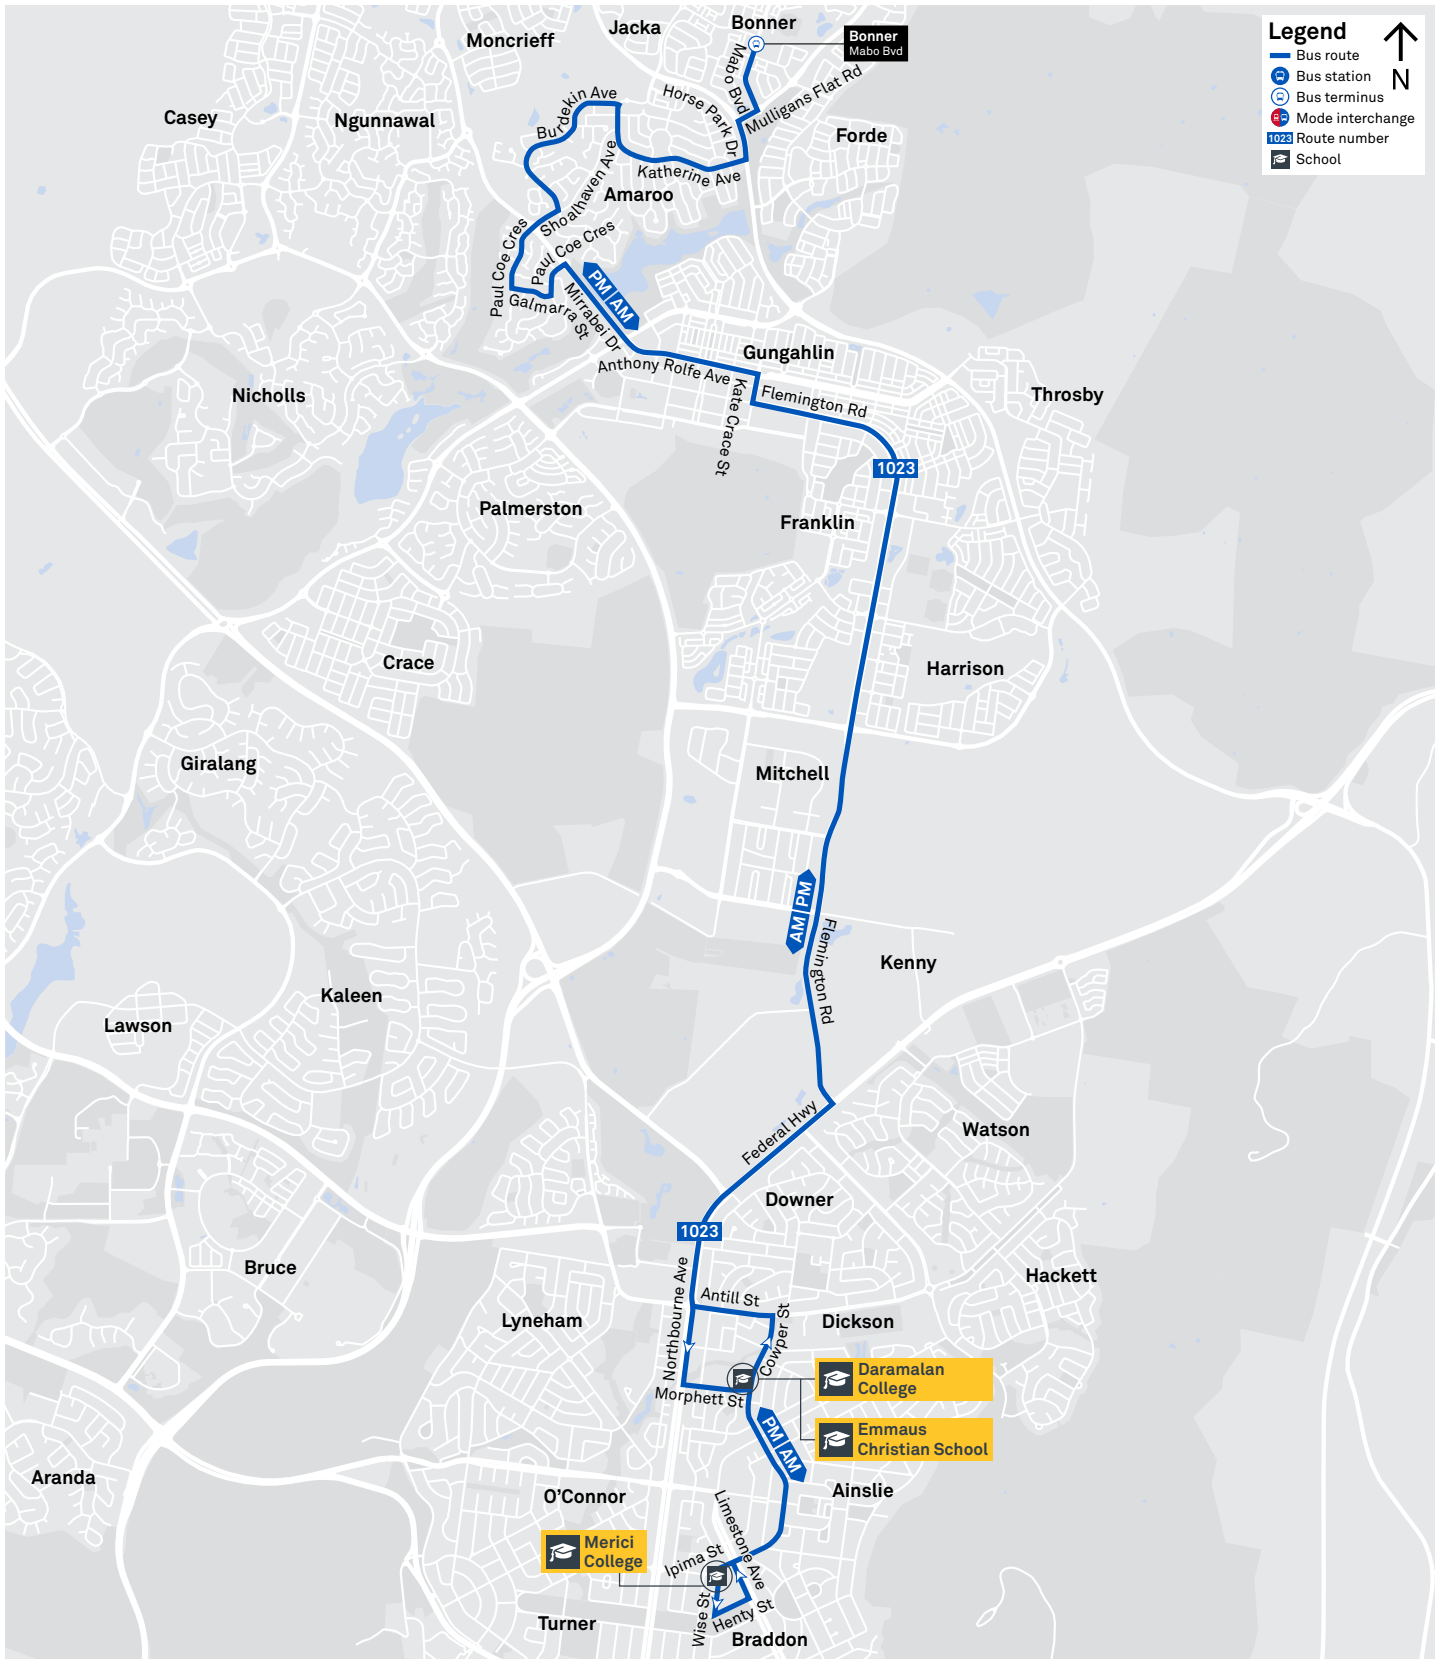 Legend
N
Bus route
Bus station
Bus terminus
Mode interchange
1023 Route number
School
Bonner
Jacka
Moncrieff
Bonner
Mabo Bvd
Mabo Bvd
Mulligans Flat Rd
Horse Park Dr
Burdekin Ave
Casey
Ngunnawal
Forde
Shoalhaven Ave
Katherine Ave
Amaroo
Paul Coe Cres
Paul Coe Cres
Galmarra St
Mirrabei Dr
PM AM
Gungahlin
Anthony Rolfe Ave
Kate Crace St
Flemington Rd
Nicholls
Throsby
1023
Palmerston
Franklin
Crace
Harrison
Giralang
Mitchell
AM PM
Flemington Rd
Kenny
Kaleen
Lawson
Federal Hwy
Watson
Downer
1023
Bruce
Hackett
Northbourne Ave
Antill St
Cowper St
Lyneham
Dickson
Morphett St
Daramalan
College
Emmaus
Christian School
PM AM
Aranda
O'Connor
Ainslie
Limestone Ave
Merici
College
Ipima St
Wise St
Henty St
Turner
Braddon